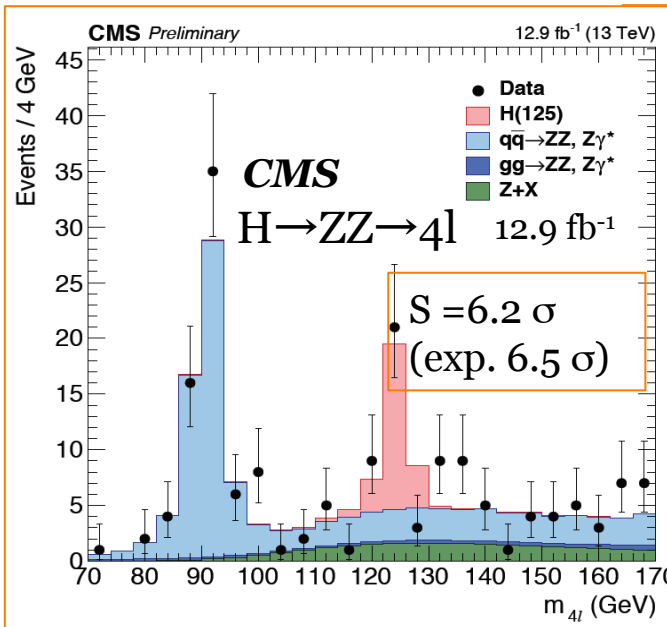 CMS Preliminary 12.9 fb⁻¹ (13 TeV)
Events / 4 GeV
45
40
35
30
25
20
15
10
5
0
Data
H(125)
qq̅→ZZ, Zγ*
gg→ZZ, Zγ*
Z+X
CMS
H→ZZ→4l 12.9 fb⁻¹
S =6.2 σ
(exp. 6.5 σ)
70 80 90 100 110 120 130 140 150 160 170
m4l (GeV)